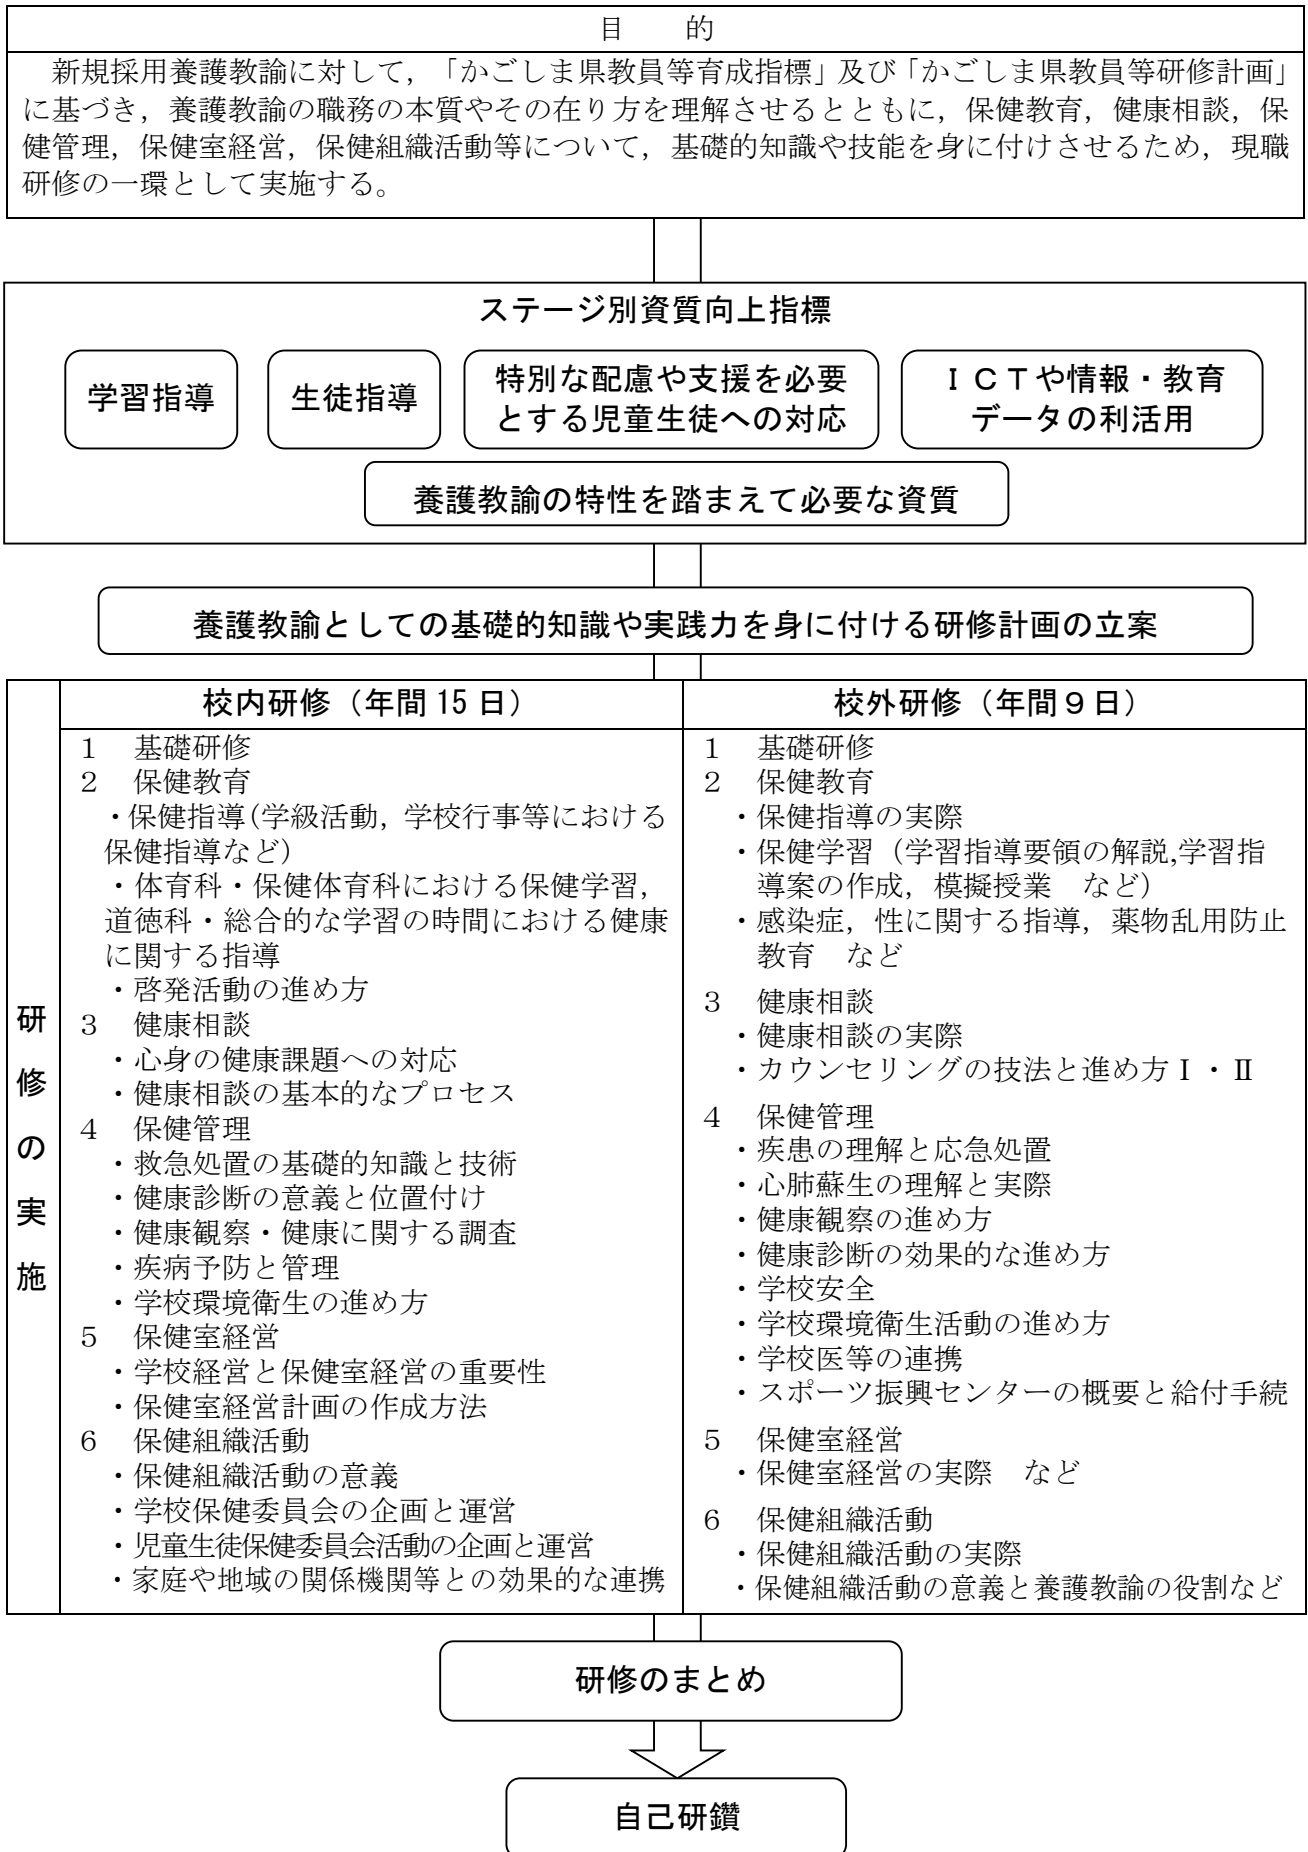 目　的
新規採用養護教諭に対して，「かごしま県教員等育成指標」及び「かごしま県教員等研修計画」
に基づき，養護教諭の職務の本質やその在り方を理解させるとともに，保健教育，健康相談，保
健管理，保健室経営，保健組織活動等について，基礎的知識や技能を身に付けさせるため，現職
研修の一環として実施する。
ステージ別資質向上指標
学習指導
生徒指導
特別な配慮や支援を必要
とする児童生徒への対応
ＩＣＴや情報・教育
データの利活用
養護教諭の特性を踏まえて必要な資質
養護教諭としての基礎的知識や実践力を身に付ける研修計画の立案
研修の実施
校内研修（年間15日）
１　基礎研修
２　保健教育
・保健指導（学級活動，学校行事等における
保健指導など）
・体育科・保健体育科における保健学習，
道徳科・総合的な学習の時間における健康
に関する指導
・啓発活動の進め方
３　健康相談
・心身の健康課題への対応
・健康相談の基本的なプロセス
４　保健管理
・救急処置の基礎的知識と技術
・健康診断の意義と位置付け
・健康観察・健康に関する調査
・疾病予防と管理
・学校環境衛生の進め方
５　保健室経営
・学校経営と保健室経営の重要性
・保健室経営計画の作成方法
６　保健組織活動
・保健組織活動の意義
・学校保健委員会の企画と運営
・児童生徒保健委員会活動の企画と運営
・家庭や地域の関係機関等との効果的な連携
校外研修（年間９日）
１　基礎研修
２　保健教育
・保健指導の実際
・保健学習（学習指導要領の解説,学習指
導案の作成，模擬授業　など）
・感染症，性に関する指導，薬物乱用防止
教育　など
３　健康相談
・健康相談の実際
・カウンセリングの技法と進め方Ⅰ・Ⅱ
４　保健管理
・疾患の理解と応急処置
・心肺蘇生の理解と実際
・健康観察の進め方
・健康診断の効果的な進め方
・学校安全
・学校環境衛生活動の進め方
・学校医等の連携
・スポーツ振興センターの概要と給付手続
５　保健室経営
・保健室経営の実際　など
６　保健組織活動
・保健組織活動の実際
・保健組織活動の意義と養護教諭の役割など
研修のまとめ
自己研鑽